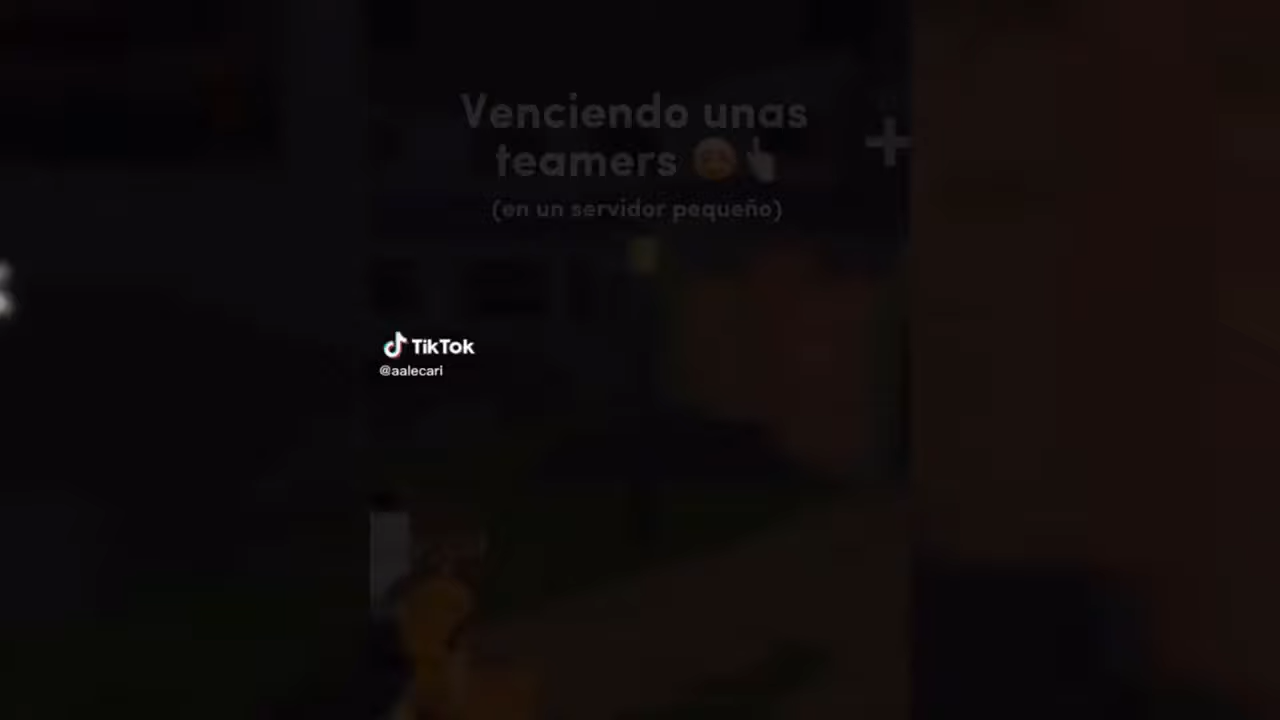 Venciendo unas
teamers
(en un servidor pequeño)
TikTok
@aalecari